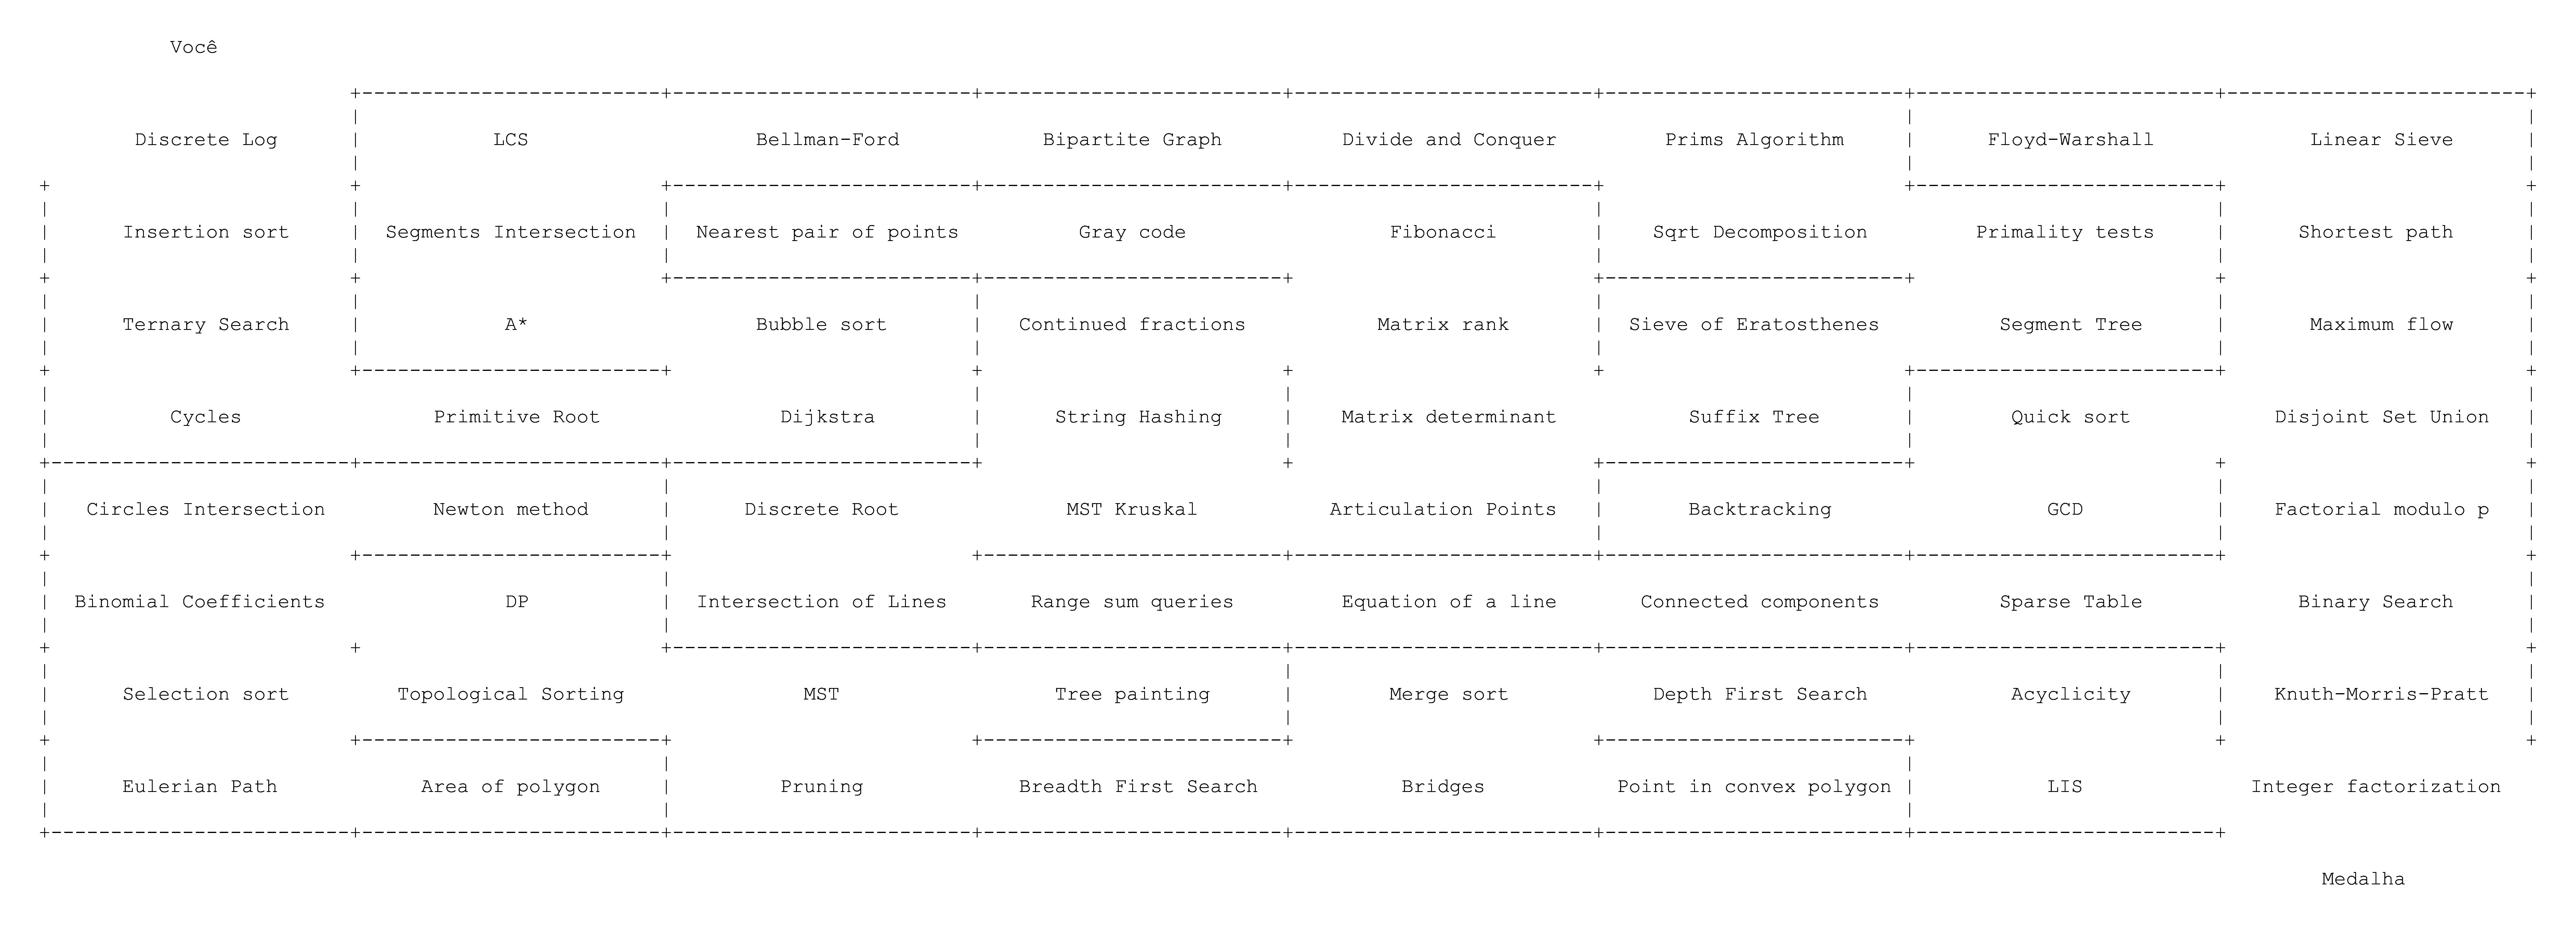 Você
Discrete Log LCS Bellman-Ford Bipartite Graph Divide and Conquer Prims Algorithm Floyd-Warshall Linear Sieve
Insertion sort Segments Intersection Nearest pair of points Gray code Fibonacci Sqrt Decomposition Primality tests Shortest path
Ternary Search A* Bubble sort Continued fractions Matrix rank Sieve of Eratosthenes Segment Tree Maximum flow
Cycles Primitive Root Dijkstra String Hashing Matrix determinant Suffix Tree Quick sort Disjoint Set Union
Circles Intersection Newton method Discrete Root MST Kruskal Articulation Points Backtracking GCD Factorial modulo p
Binomial Coefficients DP Intersection of Lines Range sum queries Equation of a line Connected components Sparse Table Binary Search
Selection sort Topological Sorting MST Tree painting Merge sort Depth First Search Acyclicity Knuth-Morris-Pratt
Eulerian Path Area of polygon Pruning Breadth First Search Bridges Point in convex polygon LIS Integer factorization
Medalha